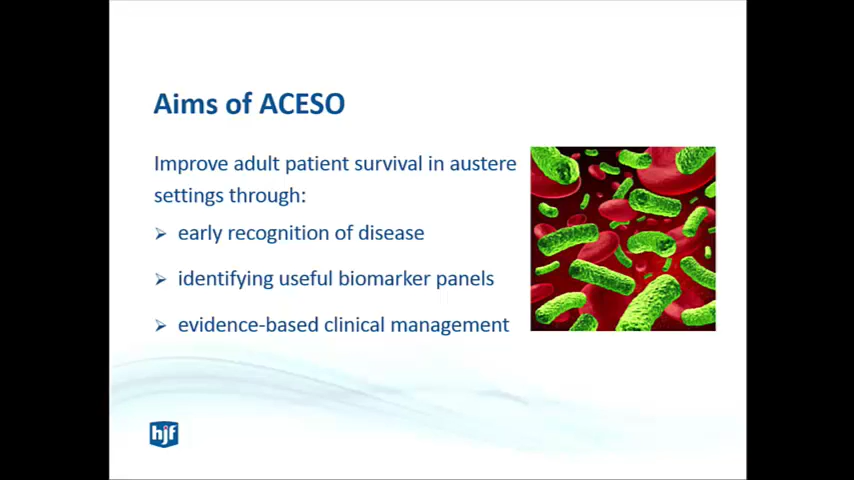 Aims of ACESO
Improve adult patient survival in austere
settings through:
➢ early recognition of disease
➢ identifying useful biomarker panels
➢ evidence-based clinical management
hjf